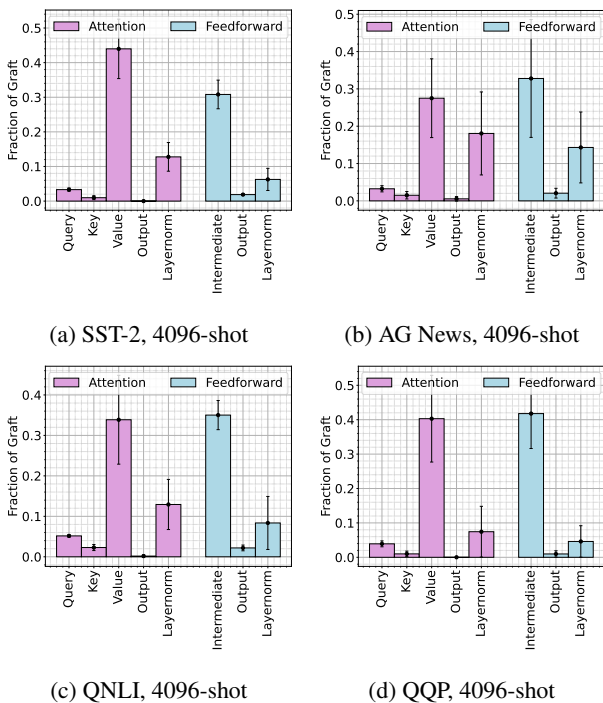 Attention Feedforward
Fraction of Graft
0.5
0.4
0.3
0.2
0.1
0.0
Query Key Value Output Layernorm Intermediate Output Layernorm
(a) SST-2, 4096-shot
Attention Feedforward
Fraction of Graft
0.5
0.4
0.3
0.2
0.1
0.0
Query Key Value Output Layernorm Intermediate Output Layernorm
(b) AG News, 4096-shot
Attention Feedforward
Fraction of Graft
0.4
0.3
0.2
0.1
0.0
Query Key Value Output Layernorm Intermediate Output Layernorm
(c) QNLI, 4096-shot
Attention Feedforward
Fraction of Graft
0.5
0.4
0.3
0.2
0.1
0.0
Query Key Value Output Layernorm Intermediate Output Layernorm
(d) QQP, 4096-shot